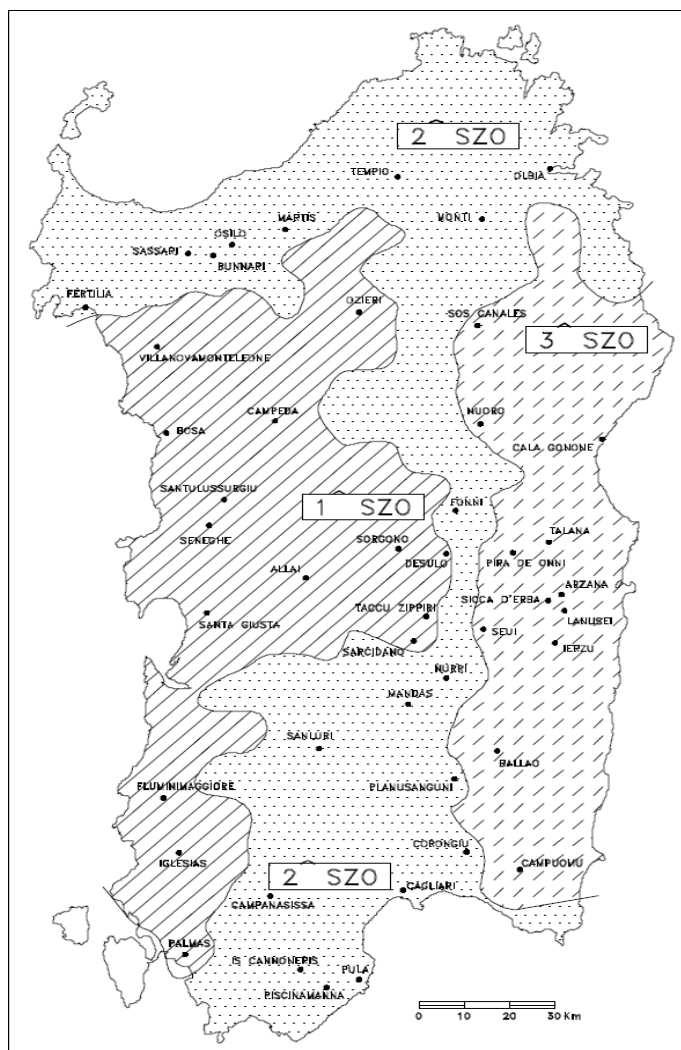 2 SZO
TEMPIO
OLBIA
MARTIS
MONTI
OSILO
SASSARI
BUNNARI
FERTILIA
OZIERI
SOS CANALES
3 SZO
VILLANOVAMONTELEONE
CAMPEDA
NUORO
BOSA
CALA GONONE
SANTULUSSURGIU
1 SZO
FONNI
SENEGHE
SORGONO
TALANA
DESULO
PIRA DE ONNI
ALLAI
ARZANA
SICCA D'ERBA
TACCU ZIPPIRI
LANUSEI
SANTA GIUSTA
SEUI
SARCIDANO
IERZU
NURRI
MANDAS
SANLURI
BALLAO
FLUMINIMAGGIORE
PLANUSANGUNI
CORONGIU
IGLESIAS
CAMPUOMU
2 SZO
CAGLIARI
CAMPANASISSA
PALMAS
IS CANNONERIS
PULA
PISCINAMANNA
0 10 20 30 Km